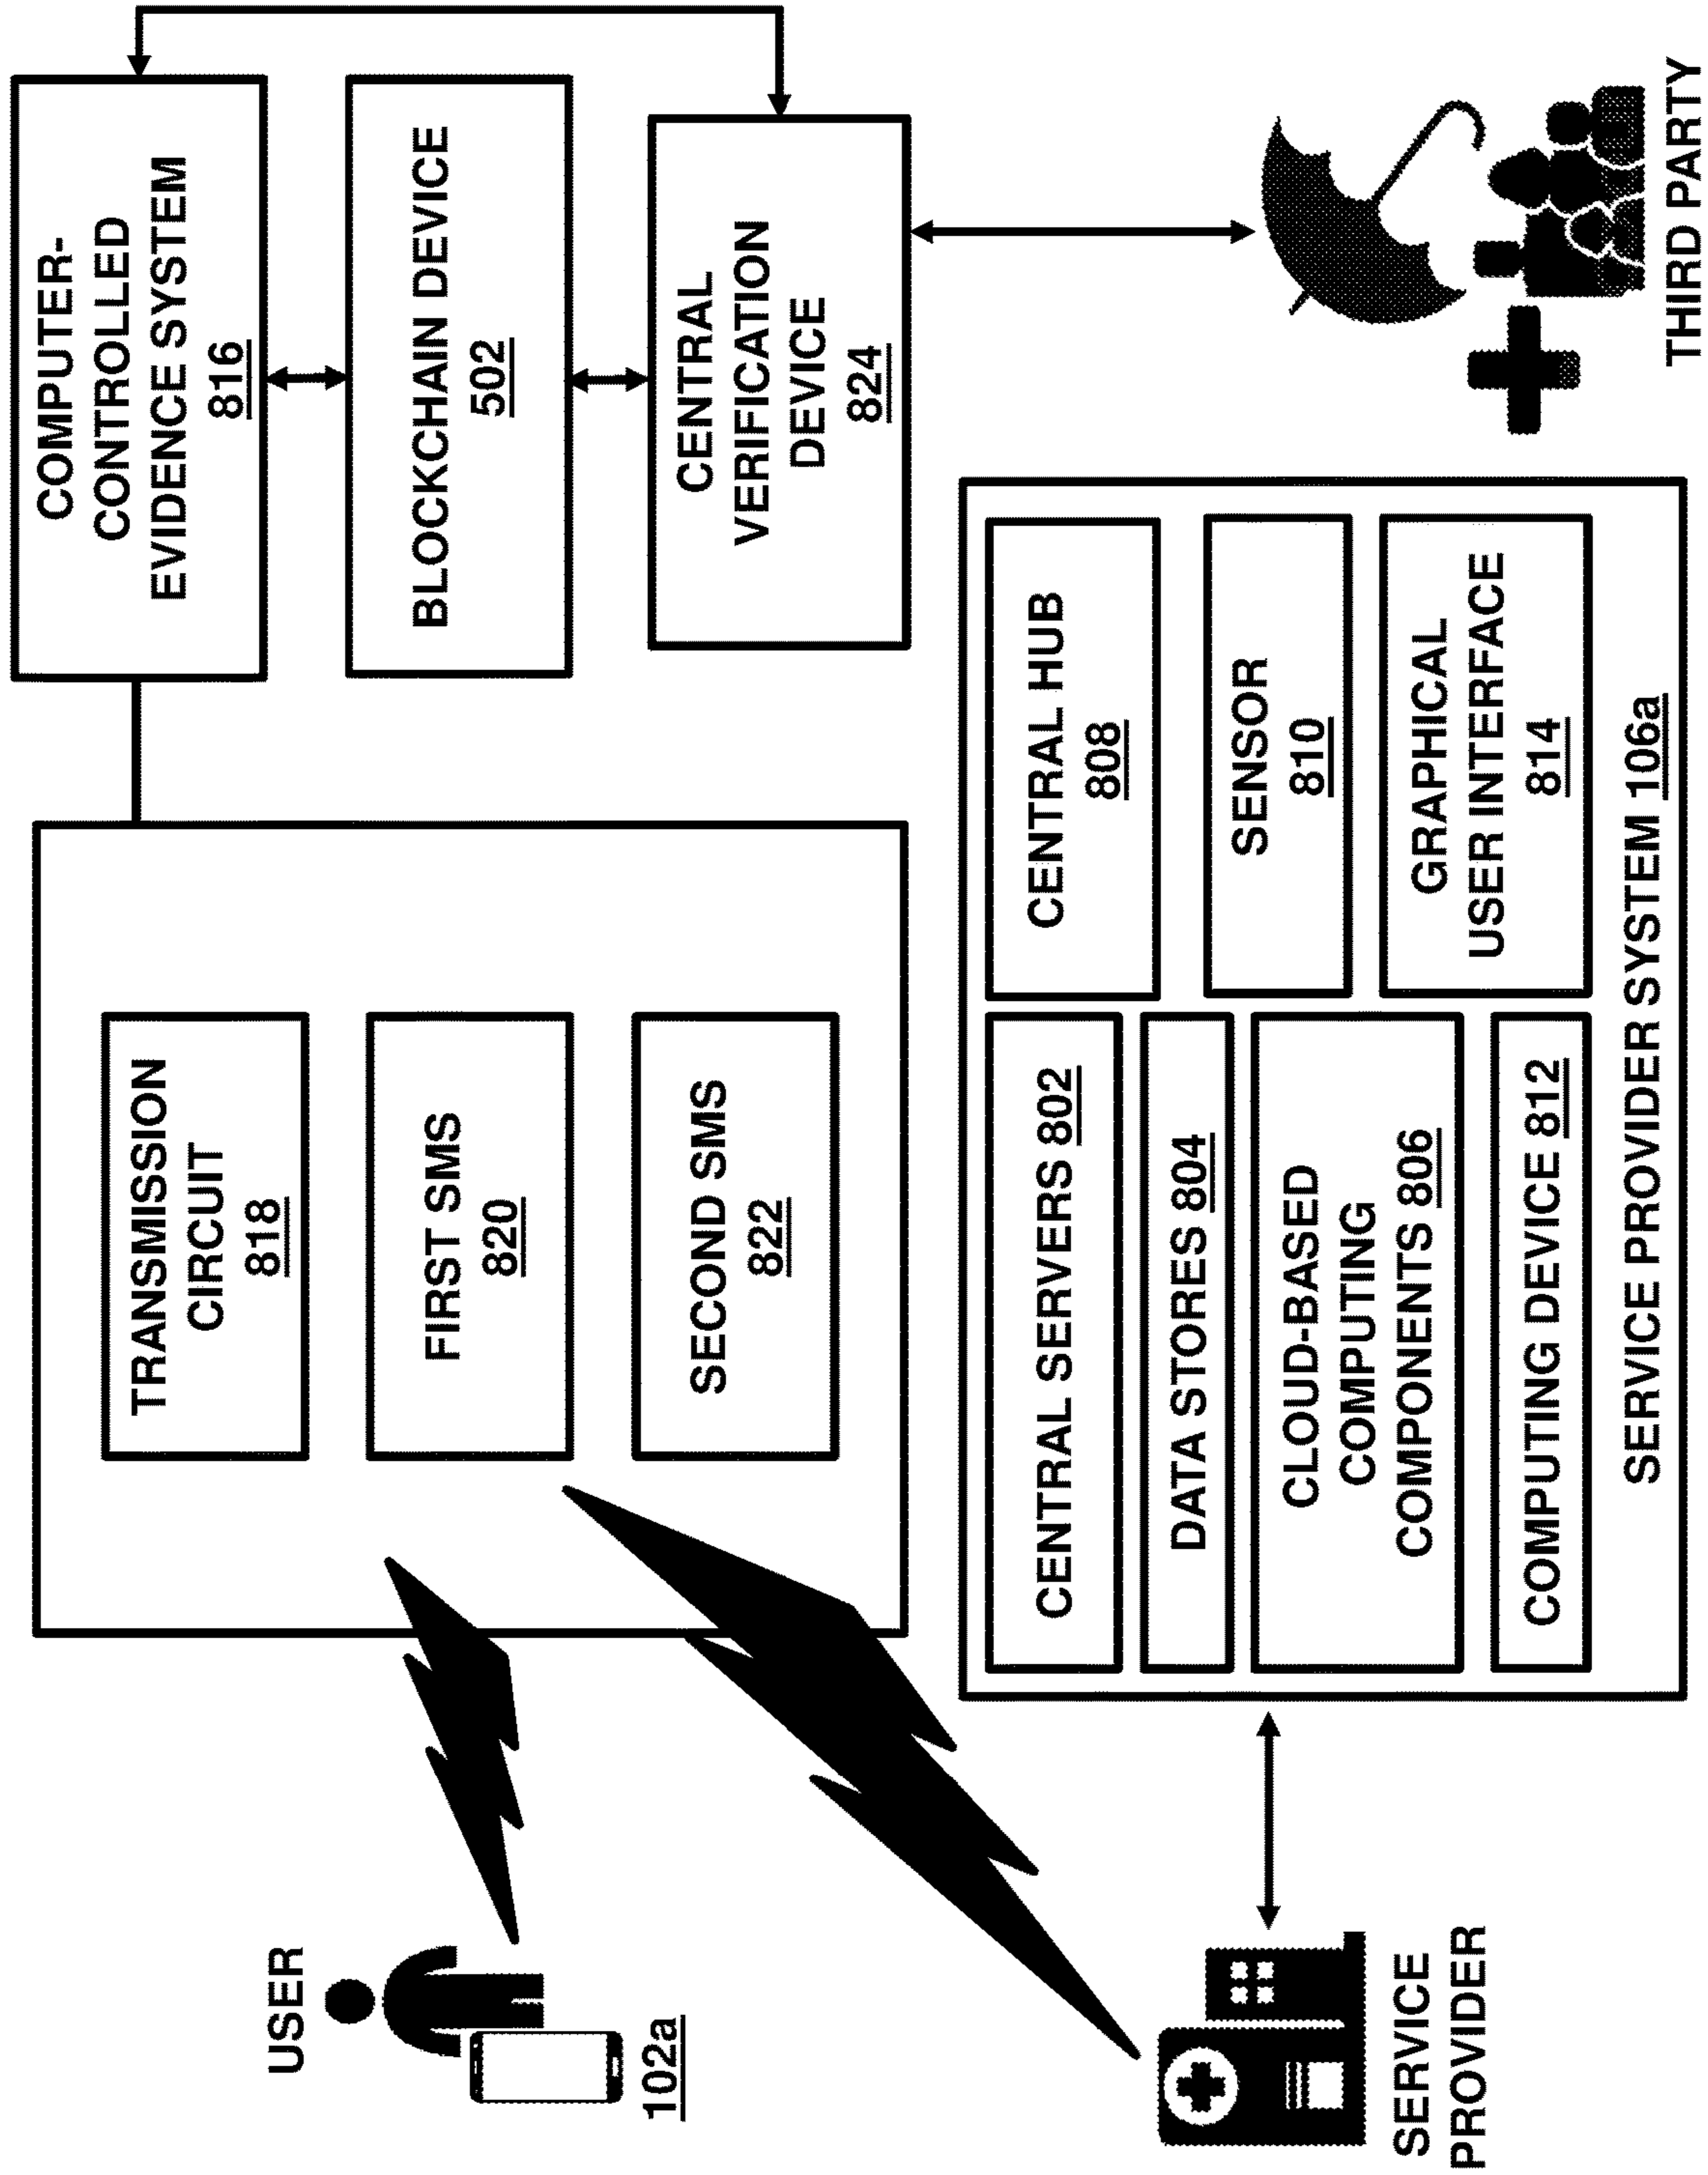 USER
102a
SERVICE
PROVIDER
TRANSMISSION
CIRCUIT
818
FIRST SMS
820
SECOND SMS
822
COMPUTER-
CONTROLLED
EVIDENCE SYSTEM
816
BLOCKCHAIN DEVICE
502
CENTRAL
VERIFICATION
DEVICE
824
CENTRAL SERVERS 802
DATA STORES 804
CLOUD-BASED
COMPUTING
COMPONENTS 806
COMPUTING DEVICE 812
CENTRAL HUB
808
SENSOR
810
GRAPHICAL
USER INTERFACE
814
SERVICE PROVIDER SYSTEM 106a
THIRD PARTY